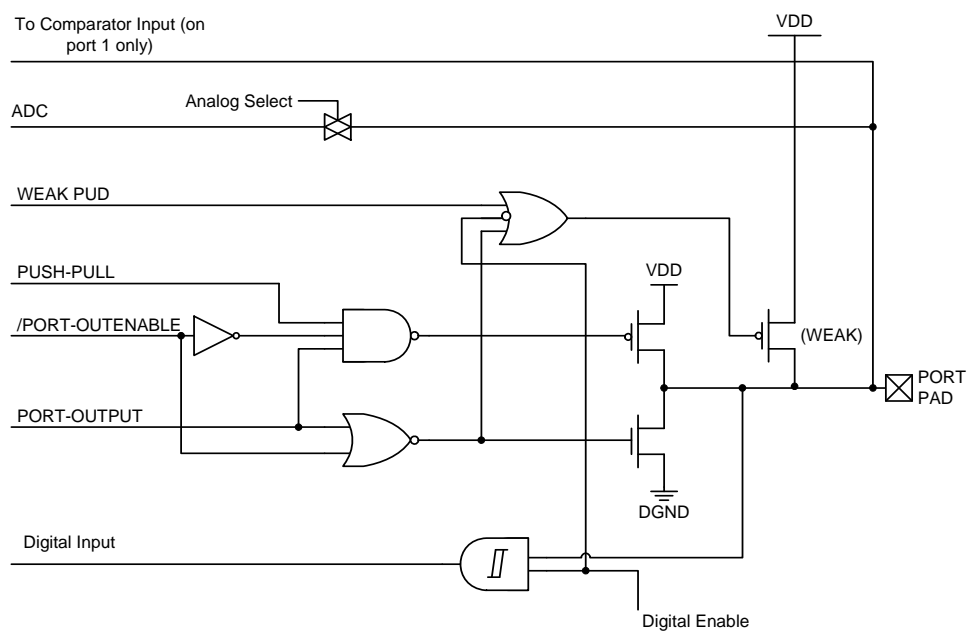 To Comparator Input (on
port 1 only)
VDD
Analog Select
ADC
WEAK PUD
PUSH-PULL
VDD
/PORT-OUTENABLE
(WEAK)
PORT
PAD
PORT-OUTPUT
DGND
Digital Input
Digital Enable